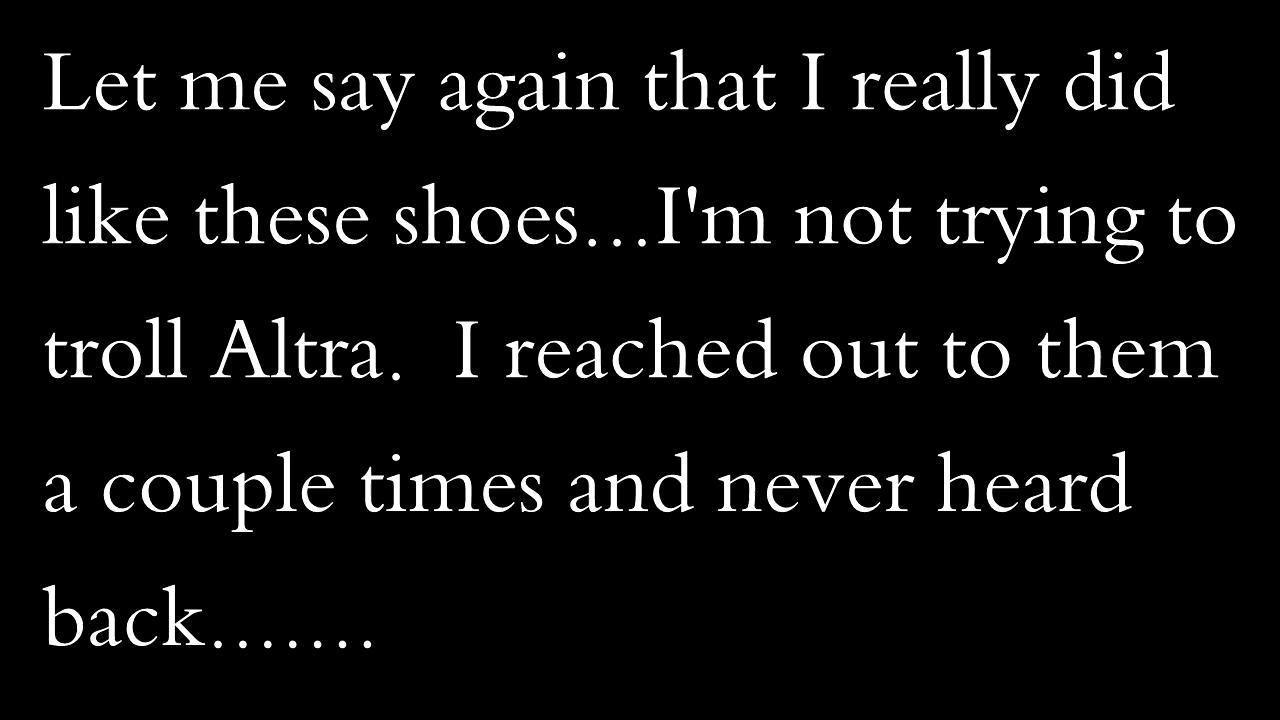 Let me say again that I really did
like these shoes...I'm not trying to
troll Altra.  I reached out to them
a couple times and never heard
back.......